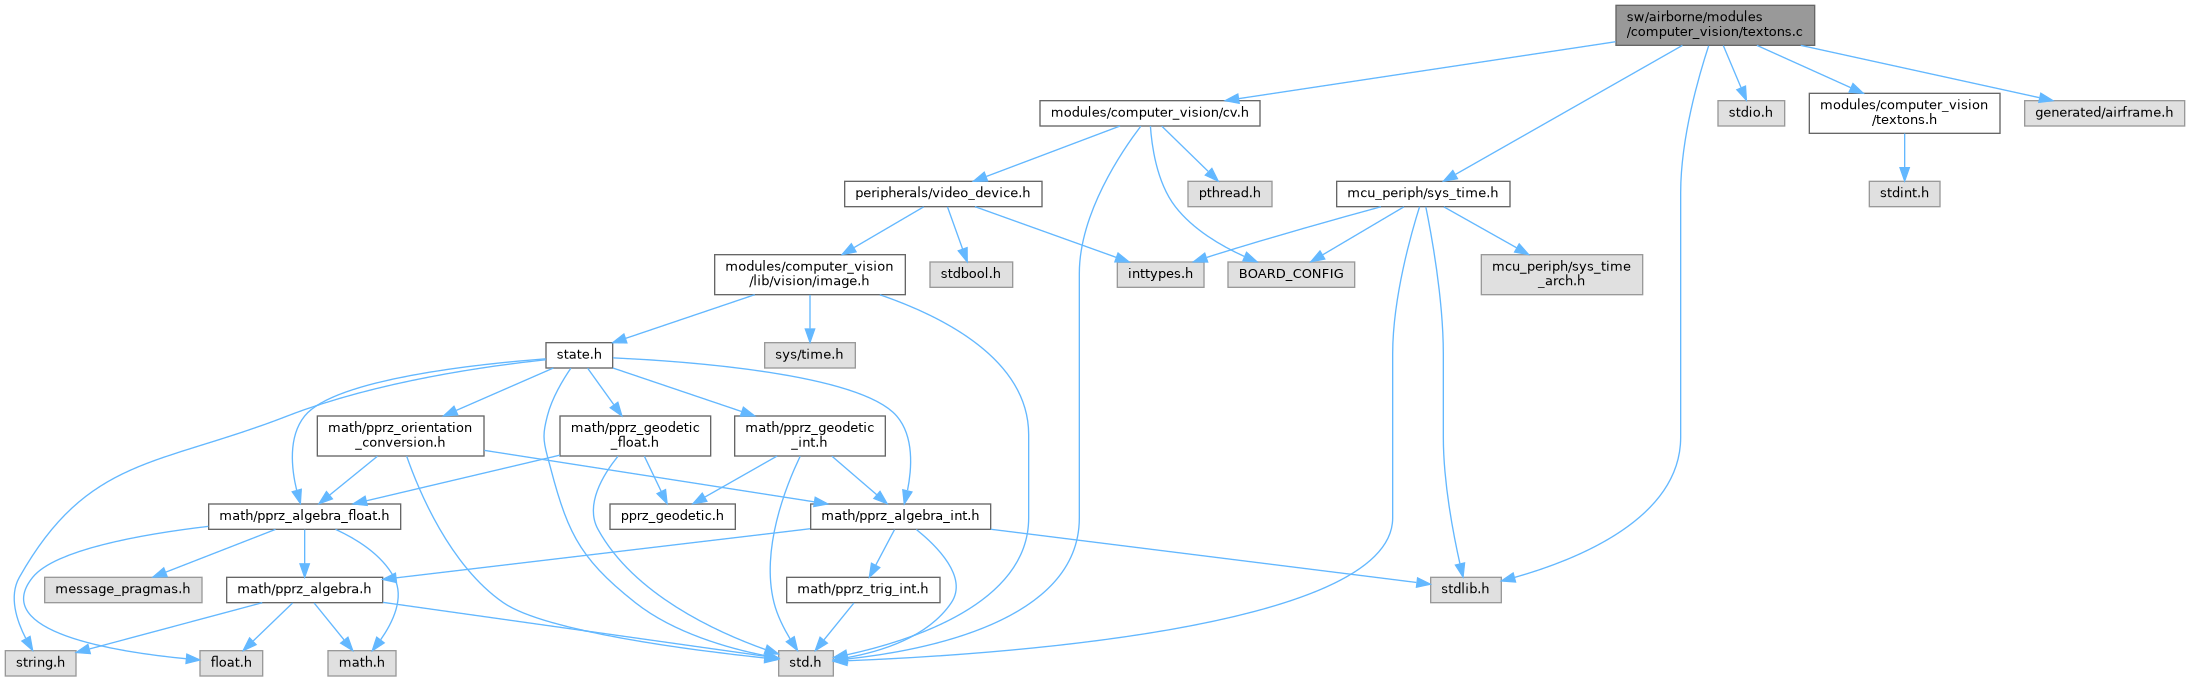 sw/airborne/modules
/computer_vision/textons.c
modules/computer_vision/cv.h
stdio.h
modules/computer_vision
/textons.h
generated/airframe.h
peripherals/video_device.h
pthread.h
mcu_periph/sys_time.h
stdint.h
modules/computer_vision
/lib/vision/image.h
stdbool.h
inttypes.h
BOARD_CONFIG
mcu_periph/sys_time
_arch.h
state.h
sys/time.h
math/pprz_orientation
_conversion.h
math/pprz_geodetic
_float.h
math/pprz_geodetic
_int.h
math/pprz_algebra_float.h
pprz_geodetic.h
math/pprz_algebra_int.h
message_pragmas.h
math/pprz_algebra.h
math/pprz_trig_int.h
stdlib.h
string.h
float.h
math.h
std.h